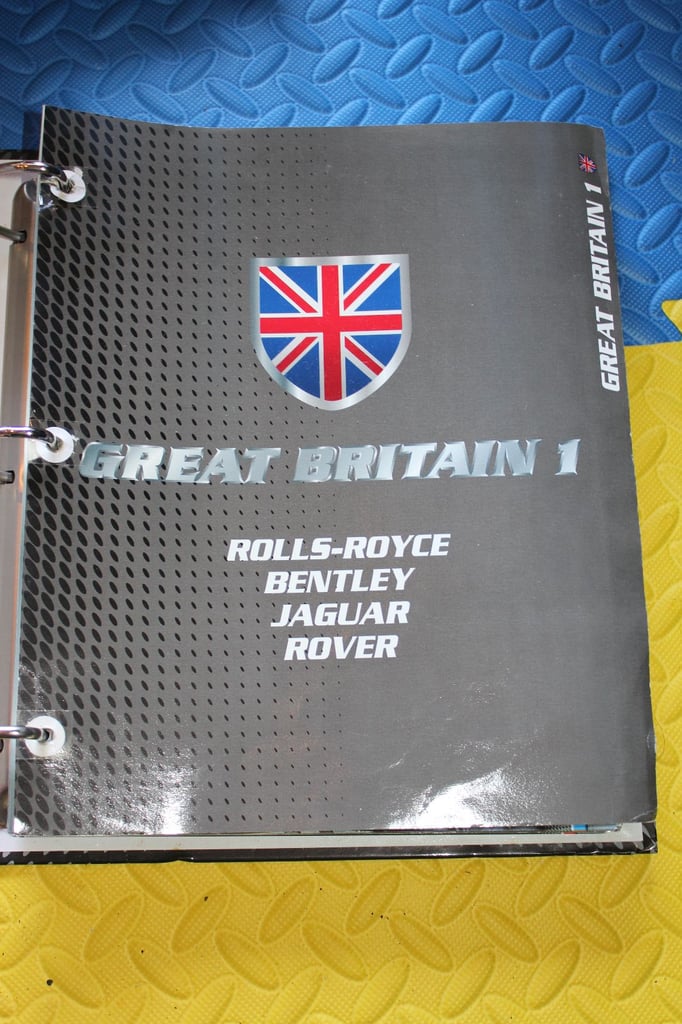 GREAT BRITAIN 1
GREAT BRITAIN 1
ROLLS-ROYCE
BENTLEY
JAGUAR
ROVER